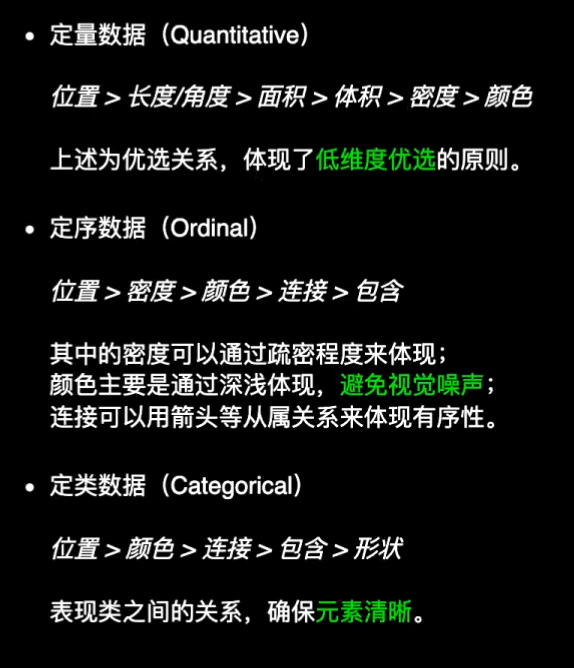 • 定量数据（Quantitative）
位置 > 长度/角度 > 面积 > 体积 > 密度 > 颜色
上述为优选关系，体现了低维度优选的原则。
• 定序数据（Ordinal）
位置 > 密度 > 颜色 > 连接 > 包含
其中的密度可以通过疏密程度来体现；
颜色主要是通过深浅体现，避免视觉噪声；
连接可以用箭头等从属关系来体现有序性。
• 定类数据（Categorical）
位置 > 颜色 > 连接 > 包含 > 形状
表现类之间的关系，确保元素清晰。